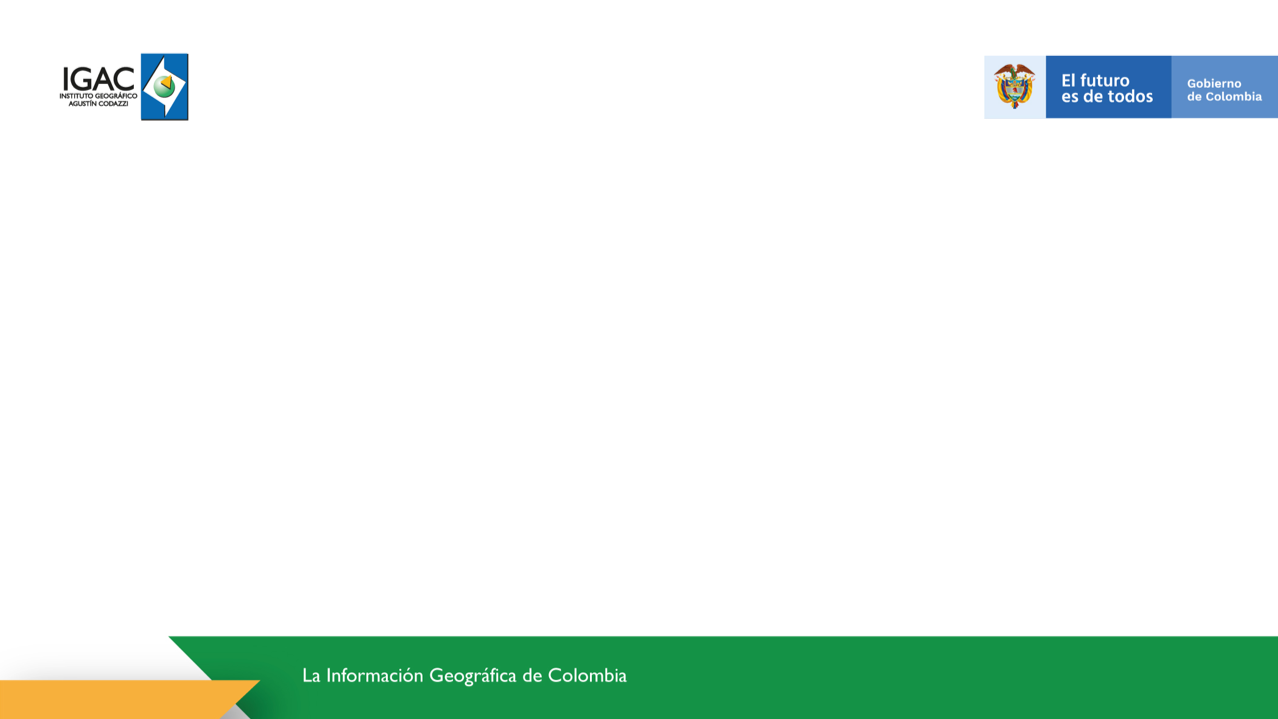 IGAC
INSTITUTO GEOGRÁFICO
AGUSTÍN CODAZZI
El futuro
es de todos
Gobierno
de Colombia
La Información Geográfica de Colombia